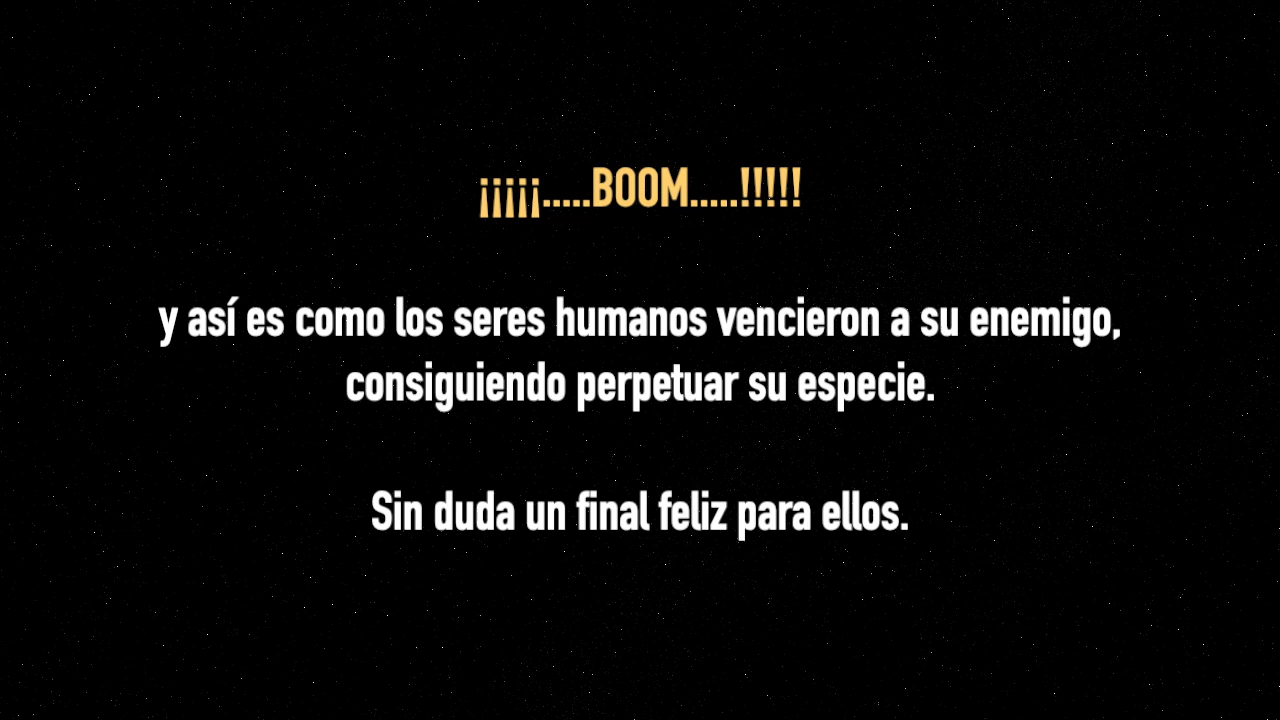 ¡¡¡¡¡.....BOOM.....!!!!!
y así es como los seres humanos vencieron a su enemigo,
consiguiendo perpetuar su especie.
Sin duda un final feliz para ellos.